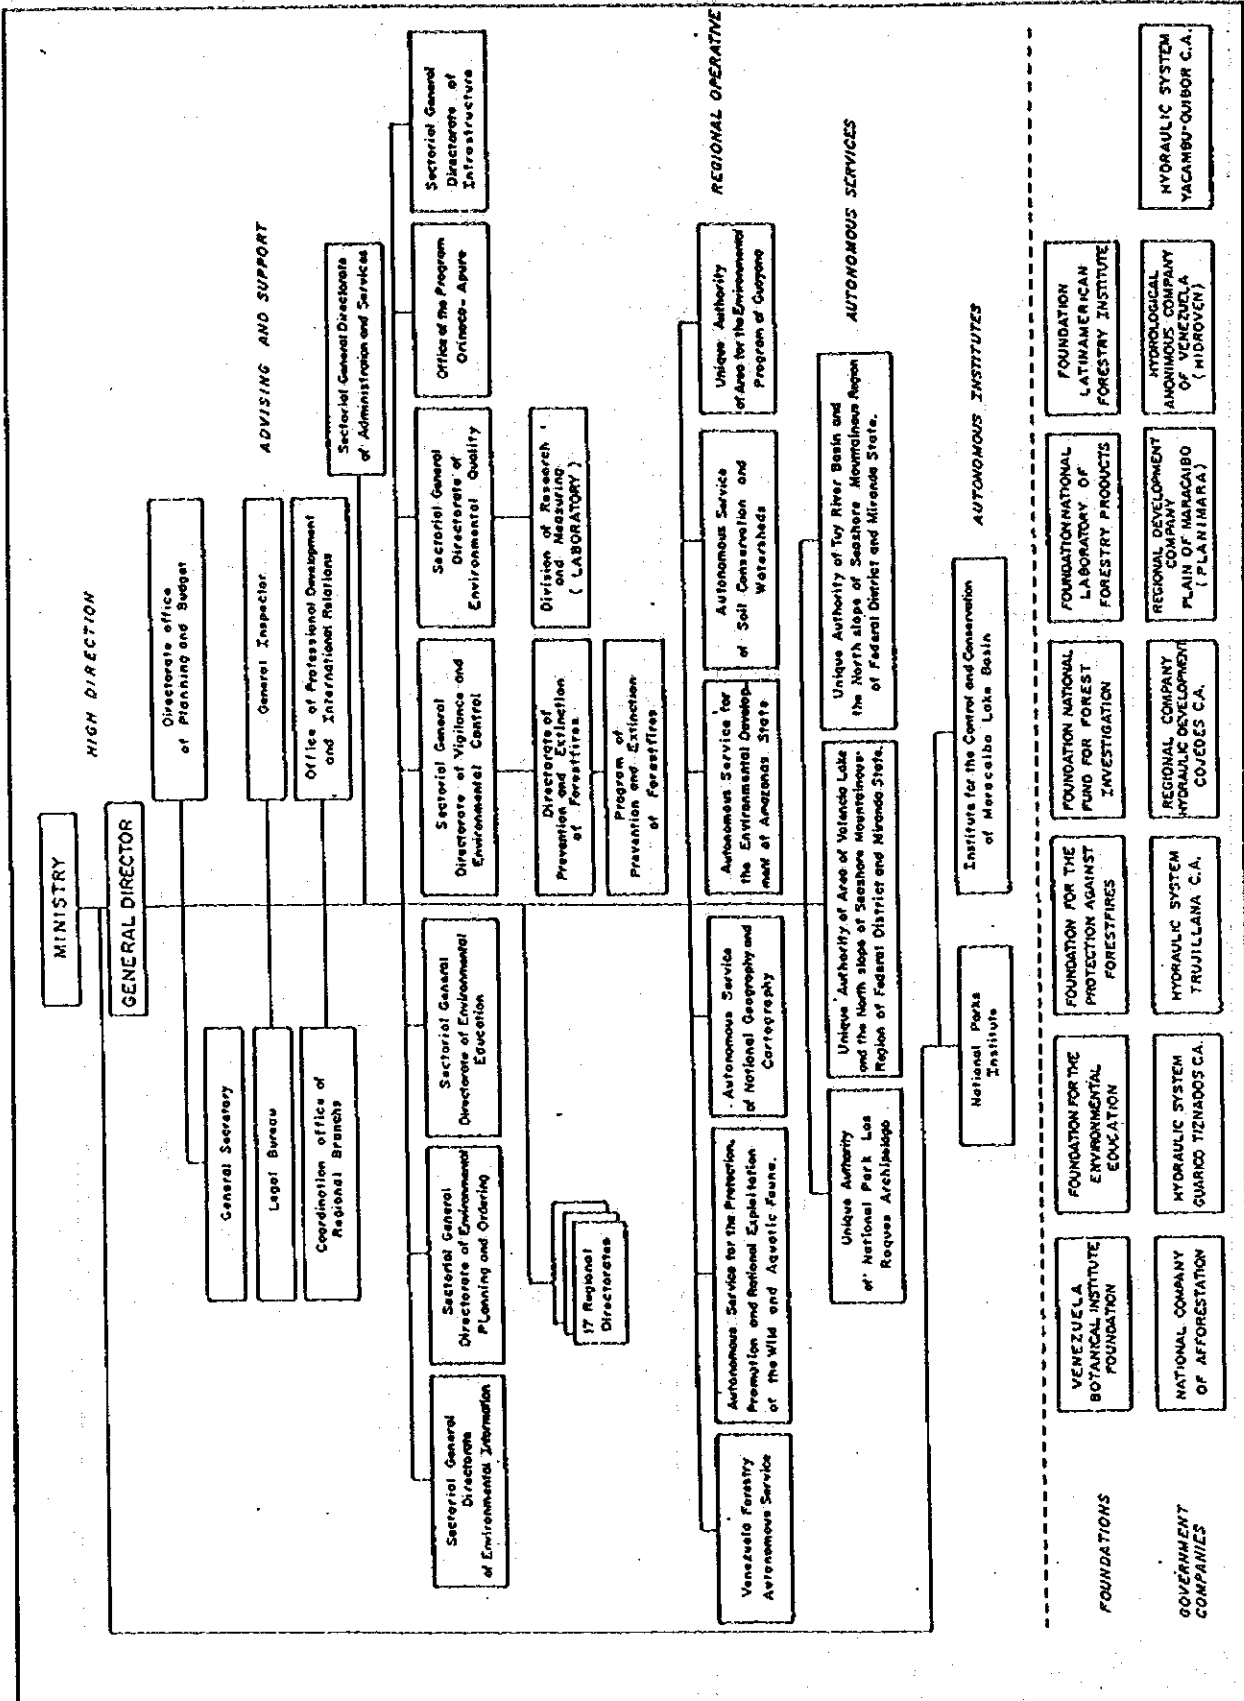 MINISTRY
HIGH DIRECTION
GENERAL DIRECTOR
General Secretary
Directorate office
of Planning and Budget
Legal Bureau
General Inspector
ADVISING AND SUPPORT
Coordination office of
Regional Branchs
Office of Professional Development
and International Relations
Sectorial General Directorate
of Administration and Services
Sectorial General
Directorate
of Environmental Information
Sectorial General
Directorate of Environmental
Planning and Ordering
Sectorial General
Directorate of Environmental
Education
Sectorial General
Directorate of Vigilance and
Environmental Control
Sectorial General
Directorate of
Environmental Quality
Office of the Program
Orinoco-Apure
Sectorial General
Directorate of
Infrostructure
17 Regional
Directorates
Directorate of
Prevention and Extinction
of Forestfires
Division of Research
and Measuring
( LABORATORY )
Program of
Prevention and Extinction
of Forestfires
REGIONAL OPERATIVE
Venezuela Forestry
Autonomous Service
Autonomous Service for the Protection,
Promotion and Rational Exploitation
of the Wild and Aquatic Faune.
Autonomous Service
of National Geography and
Cartography
Autonomous Service for
the Environmental Develop-
ment of Amazonas State
Autonomous Service
of Soil Conservation and
Watersheds
Unique Authority
of Area for the Environmental
Program of Guayana
AUTONOMOUS SERVICES
Unique Authority
of National Park Los
Roques Archipielago
Unique Authority of Area of Valencia Lake
and the North slope of Seashore Mountainous-
Region of Federal District and Miranda State.
Unique Authority of Tuy River Basin and
the North slope of Seashore Mountainous Region
of Federal District and Miranda State.
AUTONOMOUS INSTITUTES
National Parks
Institute
Institute for the Control and Conservation
of Maracaibo Lake Basin
FOUNDATIONS
VENEZUELA
BOTANICAL INSTITUTE
FOUNDATION
FOUNDATION FOR THE
ENVIRONMENTAL
EDUCATION
FOUNDATION FOR THE
PROTECTION AGAINST
FORESTFIRES
FOUNDATION NATIONAL
FUND FOR FOREST
INVESTIGATION
FOUNDATION NATIONAL
LABORATORY OF
FORESTRY PRODUCTS
FOUNDATION
LATINAMERICAN
FORESTRY INSTITUTE
GOVERNMENT
COMPANIES
NATIONAL COMPANY
OF AFFORESTATION
HYDRAULIC SYSTEM
GUARICO TIZNADOS CA.
HYDRAULIC SYSTEM
TRUJILLANA C.A.
REGIONAL COMPANY
HYDRAULIC DEVELOPMENT
COJEDES C.A.
REGIONAL DEVELOPMENT
COMPANY
PLAIN OF MARACAIBO
( PLANIMARA )
HYDROLOGICAL
ANONIMOUS COMPANY
OF VENEZUELA
( HIDROVEN )
HYDRAULIC SYSTEM
YACAMBU-QUIBOR C.A.